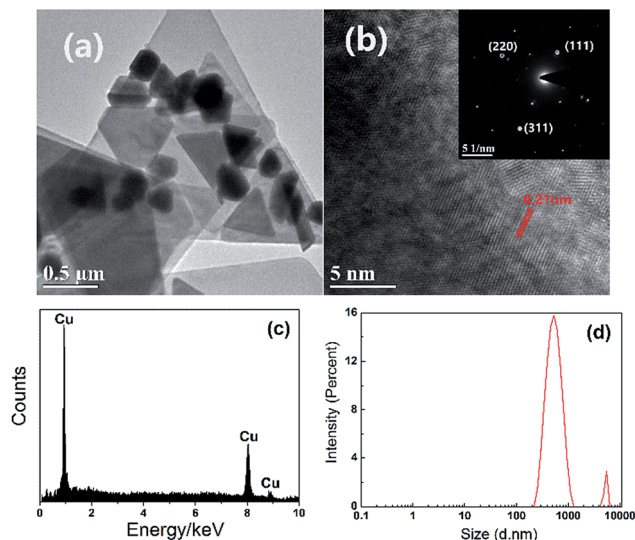 (a)
0.5 μm
(b)
(220)
(111)
(311)
5 1/nm
0.21nm
5 nm
(c)
Cu
Cu
Cu
Counts
0 2 4 6 8 10
Energy/keV
(d)
Intensity (Percent)
16
12
8
4
0
0.1 1 10 100 1000 10000
Size (d.nm)